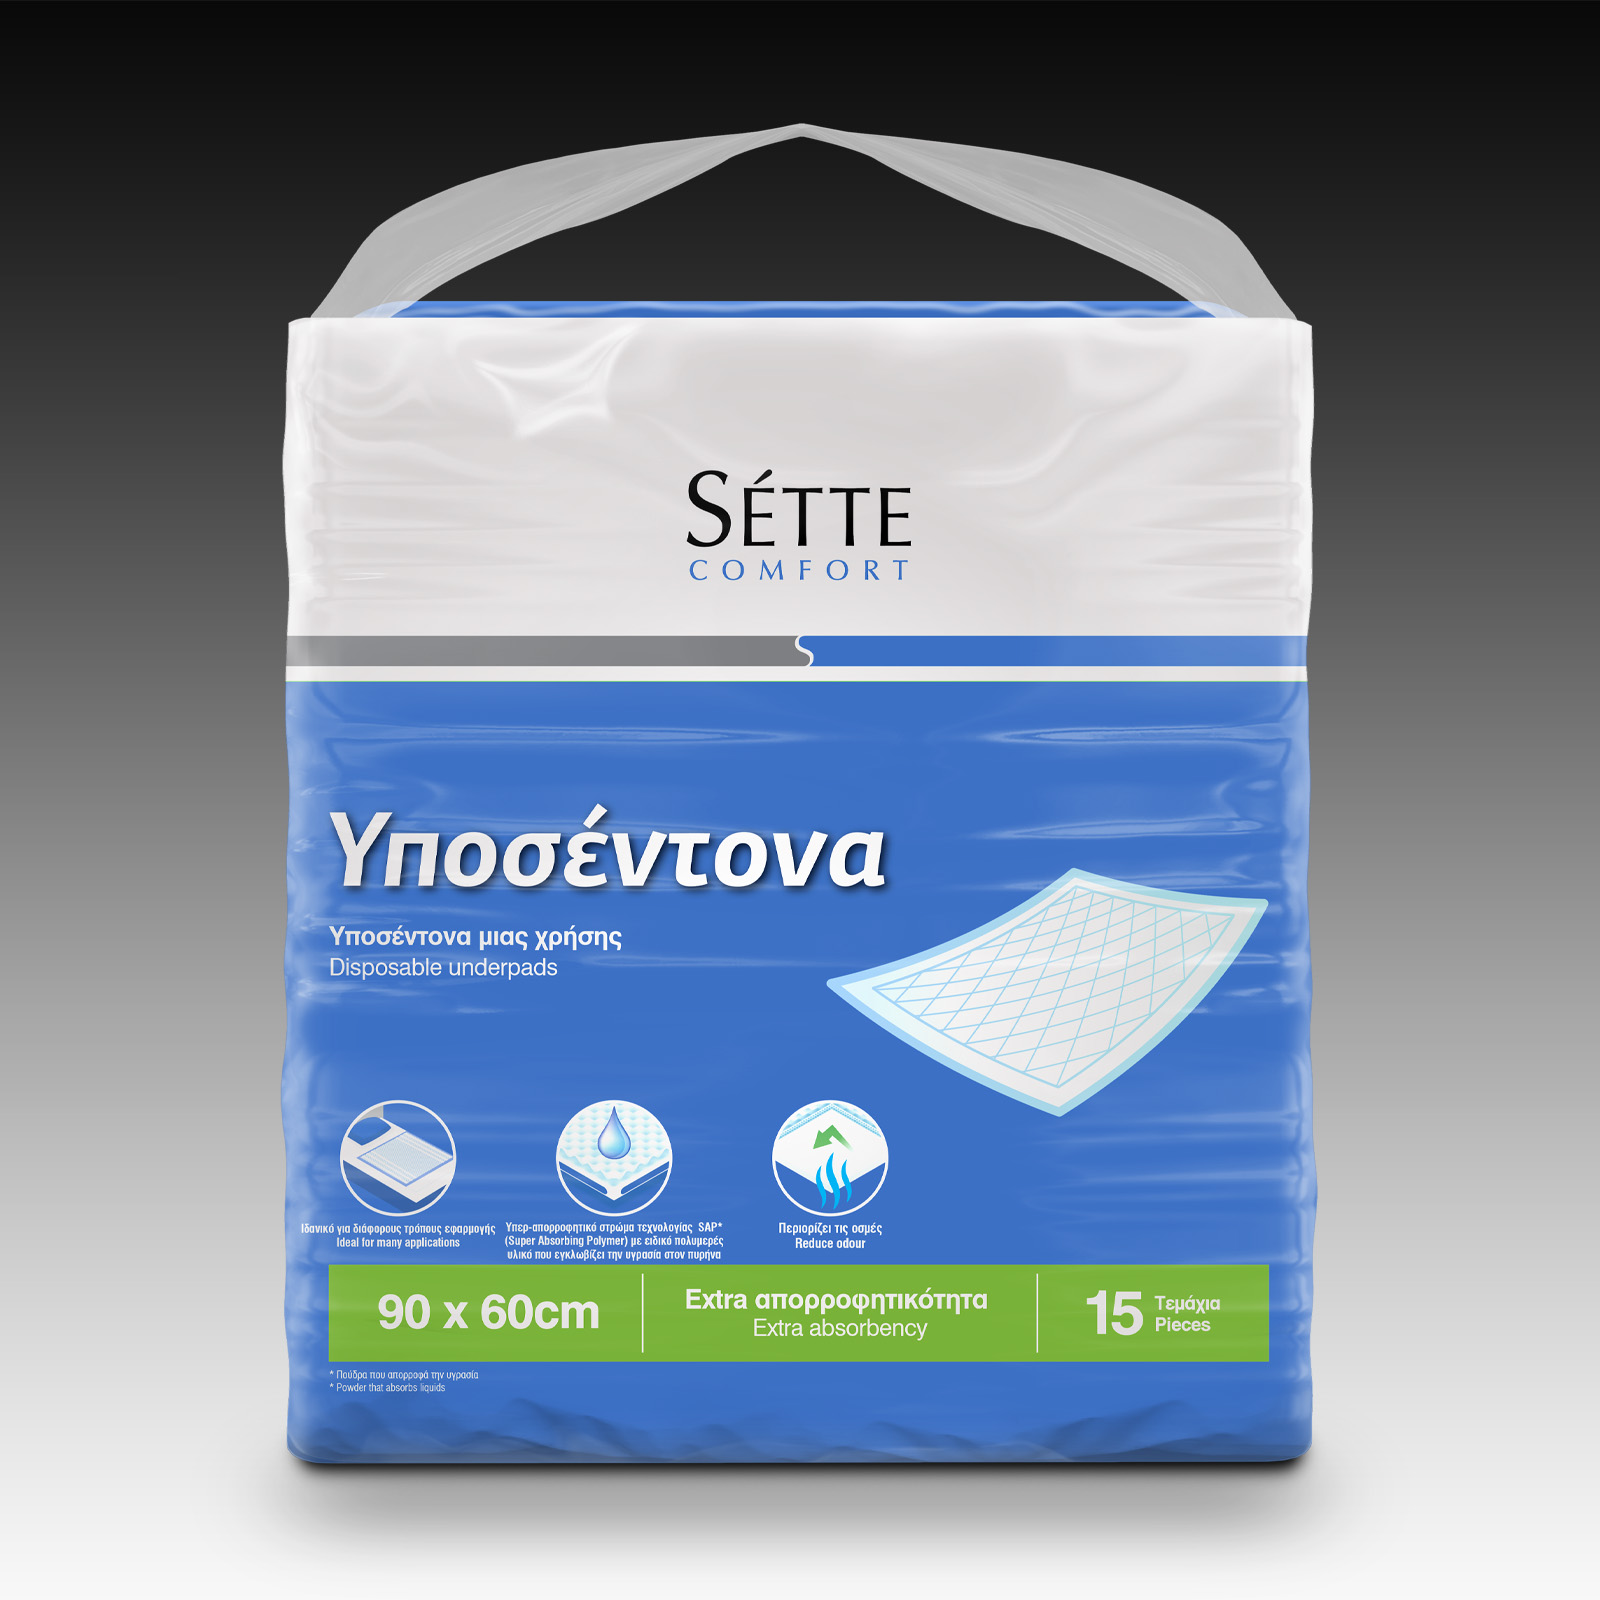 SÉTTE
COMFORT
Υποσέντονα
Υποσέντονα μιας χρήσης
Disposable underpads
Ιδανικό για διάφορους τρόπους εφαρμογής
Ideal for many applications
Υπερ-απορροφητικό στρώμα τεχνολογίας SAP*
(Super Absorbing Polymer) με ειδικό πολυμερές
υλικό που εγκλωβίζει την υγρασία στον πυρήνα
Περιορίζει τις οσμές
Reduce odour
90 x 60cm
Extra απορροφητικότητα
Extra absorbency
15 Τεμάχια
Pieces
* Πούδρα που απορροφά την υγρασία
* Powder that absorbs liquids